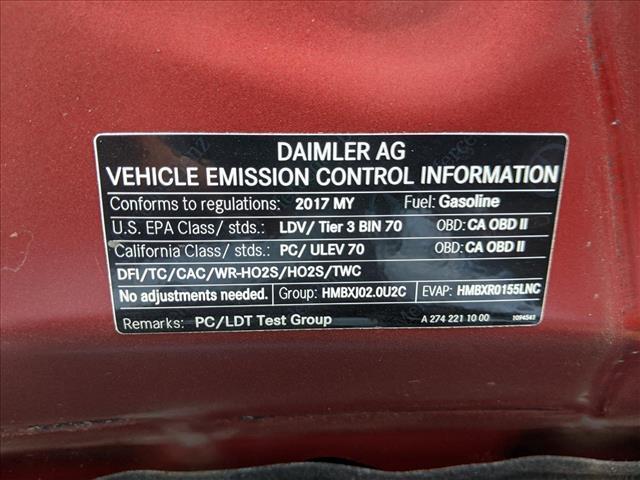 DAIMLER AG
VEHICLE EMISSION CONTROL INFORMATION
Conforms to regulations: 2017 MY Fuel: Gasoline
U.S. EPA Class/ stds.: LDV/ Tier 3 BIN 70 OBD: CA OBD II
California Class/ stds.: PC/ ULEV 70 OBD: CA OBD II
DFI/TC/CAC/WR-HO2S/HO2S/TWC
No adjustments needed. Group: HMBXJ02.0U2C EVAP: HMBXR0155LNC
Remarks: PC/LDT Test Group A 274 221 10 00 1094541